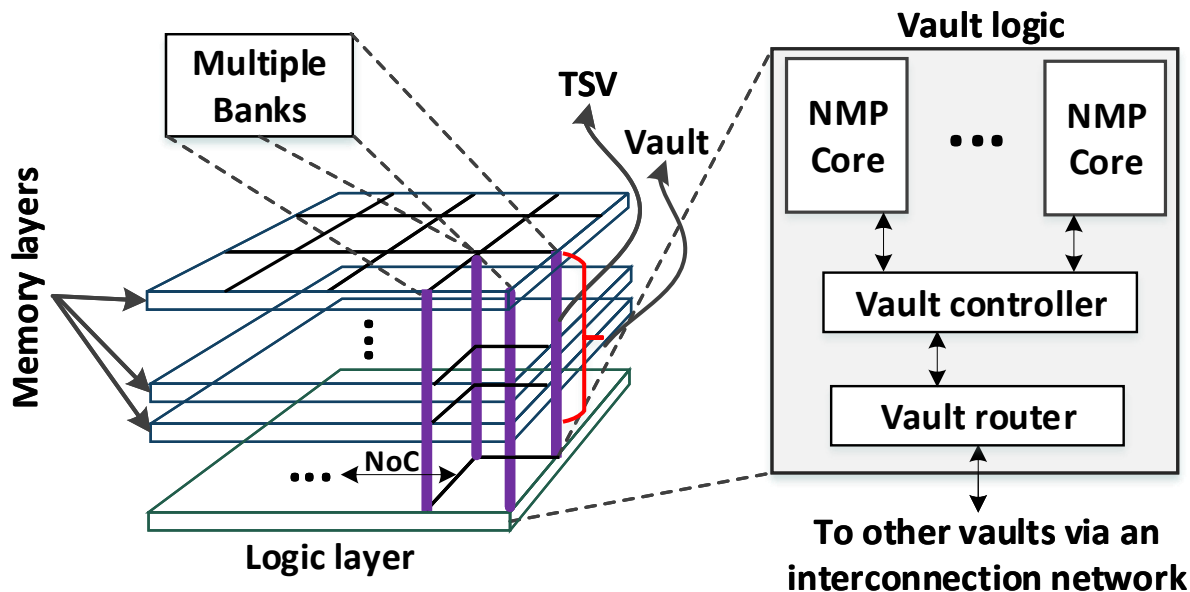 Multiple
Banks
TSV
Vault
Memory layers
NoC
Logic layer
Vault logic
NMP
Core
NMP
Core
Vault controller
Vault router
To other vaults via an
interconnection network